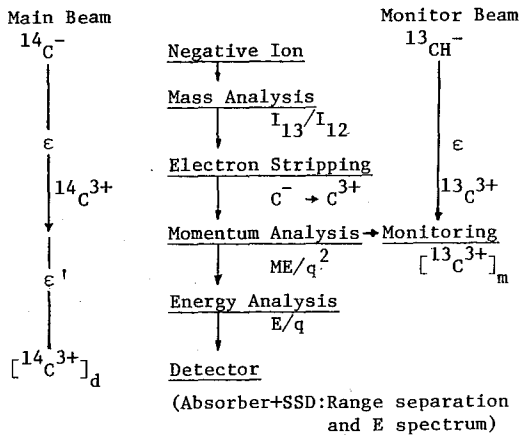 Main Beam
Monitor Beam
¹⁴C⁻
¹³CH⁻
Negative Ion
Mass Analysis
I₁₃/I₁₂
ε
ε
Electron Stripping
¹⁴C³⁺
C⁻ → C³⁺
¹³C³⁺
Momentum Analysis → Monitoring
ME/q²
[¹³C³⁺]ₘ
ε'
Energy Analysis
E/q
[¹⁴C³⁺]d
Detector
(Absorber+SSD:Range separation
and E spectrum)